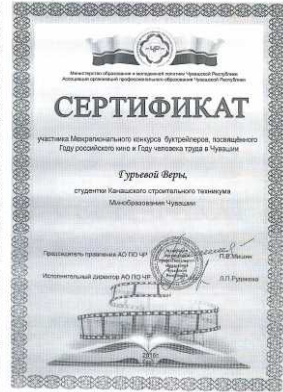 ЧР
Министерство образования и молодежной политики Чувашской Республики
Ассоциация организаций профессионального образования Чувашской Республики
СЕРТИФИКАТ
участника Межрегионального конкурса буктрейлеров, посвящённого
Году российского кино и Году человека труда в Чувашии
Гурьевой Веры,
студентки Канашского строительного техникума
Минобразования Чувашии
Председатель правления АО ПО ЧР
Исполнительный директор АО ПО ЧР
2016